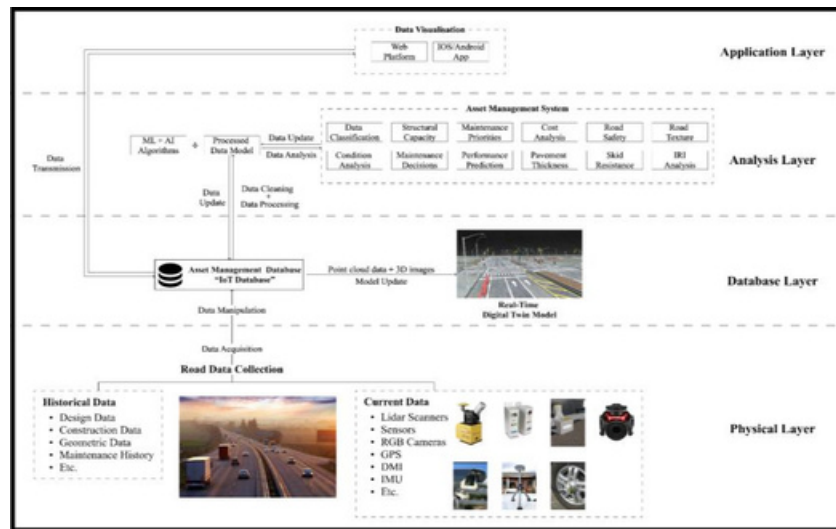 Data Visualisation
Web
Platform
IOS/Android
App
Application Layer
Asset Management System
ML + AI
Algorithms
+
Processed
Data Model
Data Update
Data Analysis
Data
Classification
Structural
Capacity
Maintenance
Priorities
Cost
Analysis
Road
Safety
Road
Texture
Condition
Analysis
Maintenance
Decisions
Performance
Prediction
Pavement
Thickness
Skid
Resistance
IRI
Analysis
Analysis Layer
Data
Transmission
Data
Update
Data Cleaning
+
Data Processing
Asset Management Database
"IoT Database"
Point cloud data + 3D images
Model Update
Real-Time
Digital Twin Model
Database Layer
Data Manipulation
Data Acquisition
Road Data Collection
Historical Data
• Design Data
• Construction Data
• Geometric Data
• Maintenance History
• Etc.
Current Data
• Lidar Scanners
• Sensors
• RGB Cameras
• GPS
• DMI
• IMU
• Etc.
Physical Layer